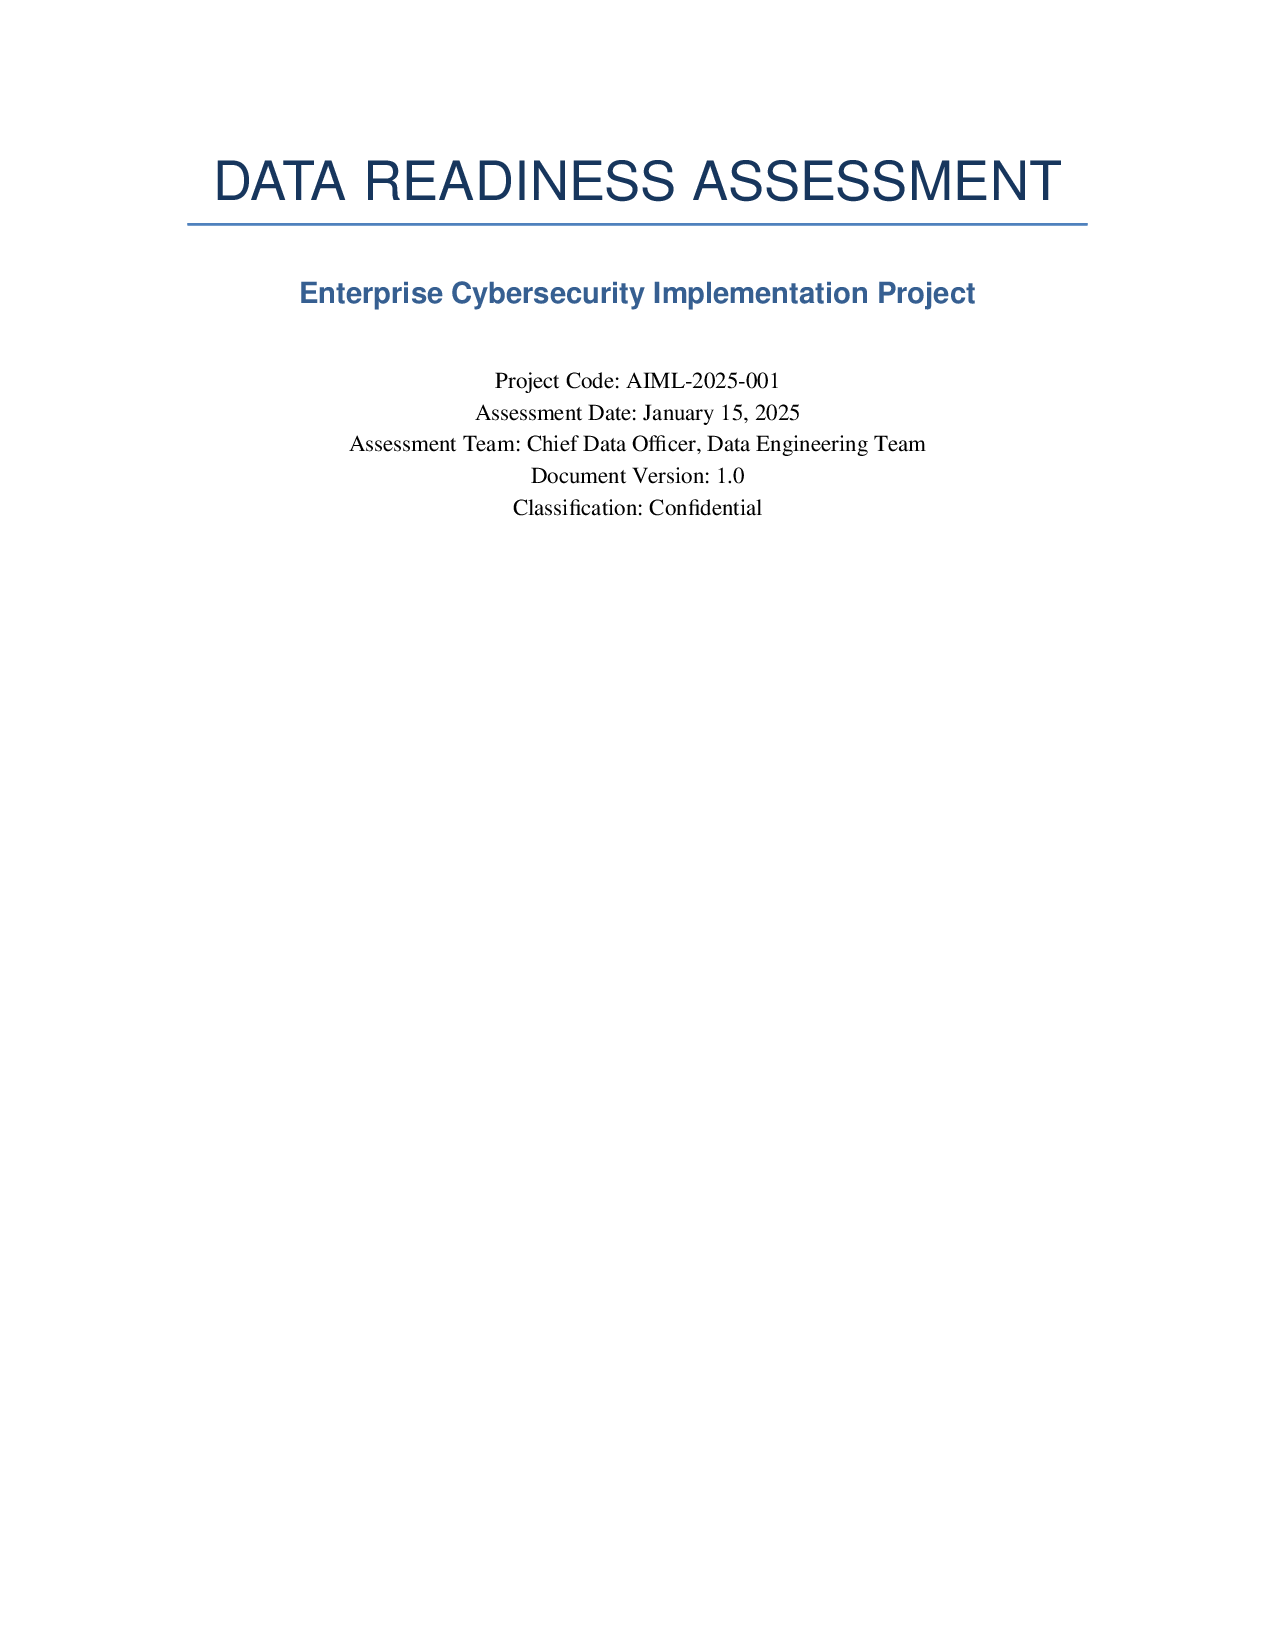 DATA READINESS ASSESSMENT
Enterprise Cybersecurity Implementation Project
Project Code: AIML-2025-001
Assessment Date: January 15, 2025
Assessment Team: Chief Data Officer, Data Engineering Team
Document Version: 1.0
Classification: Confidential